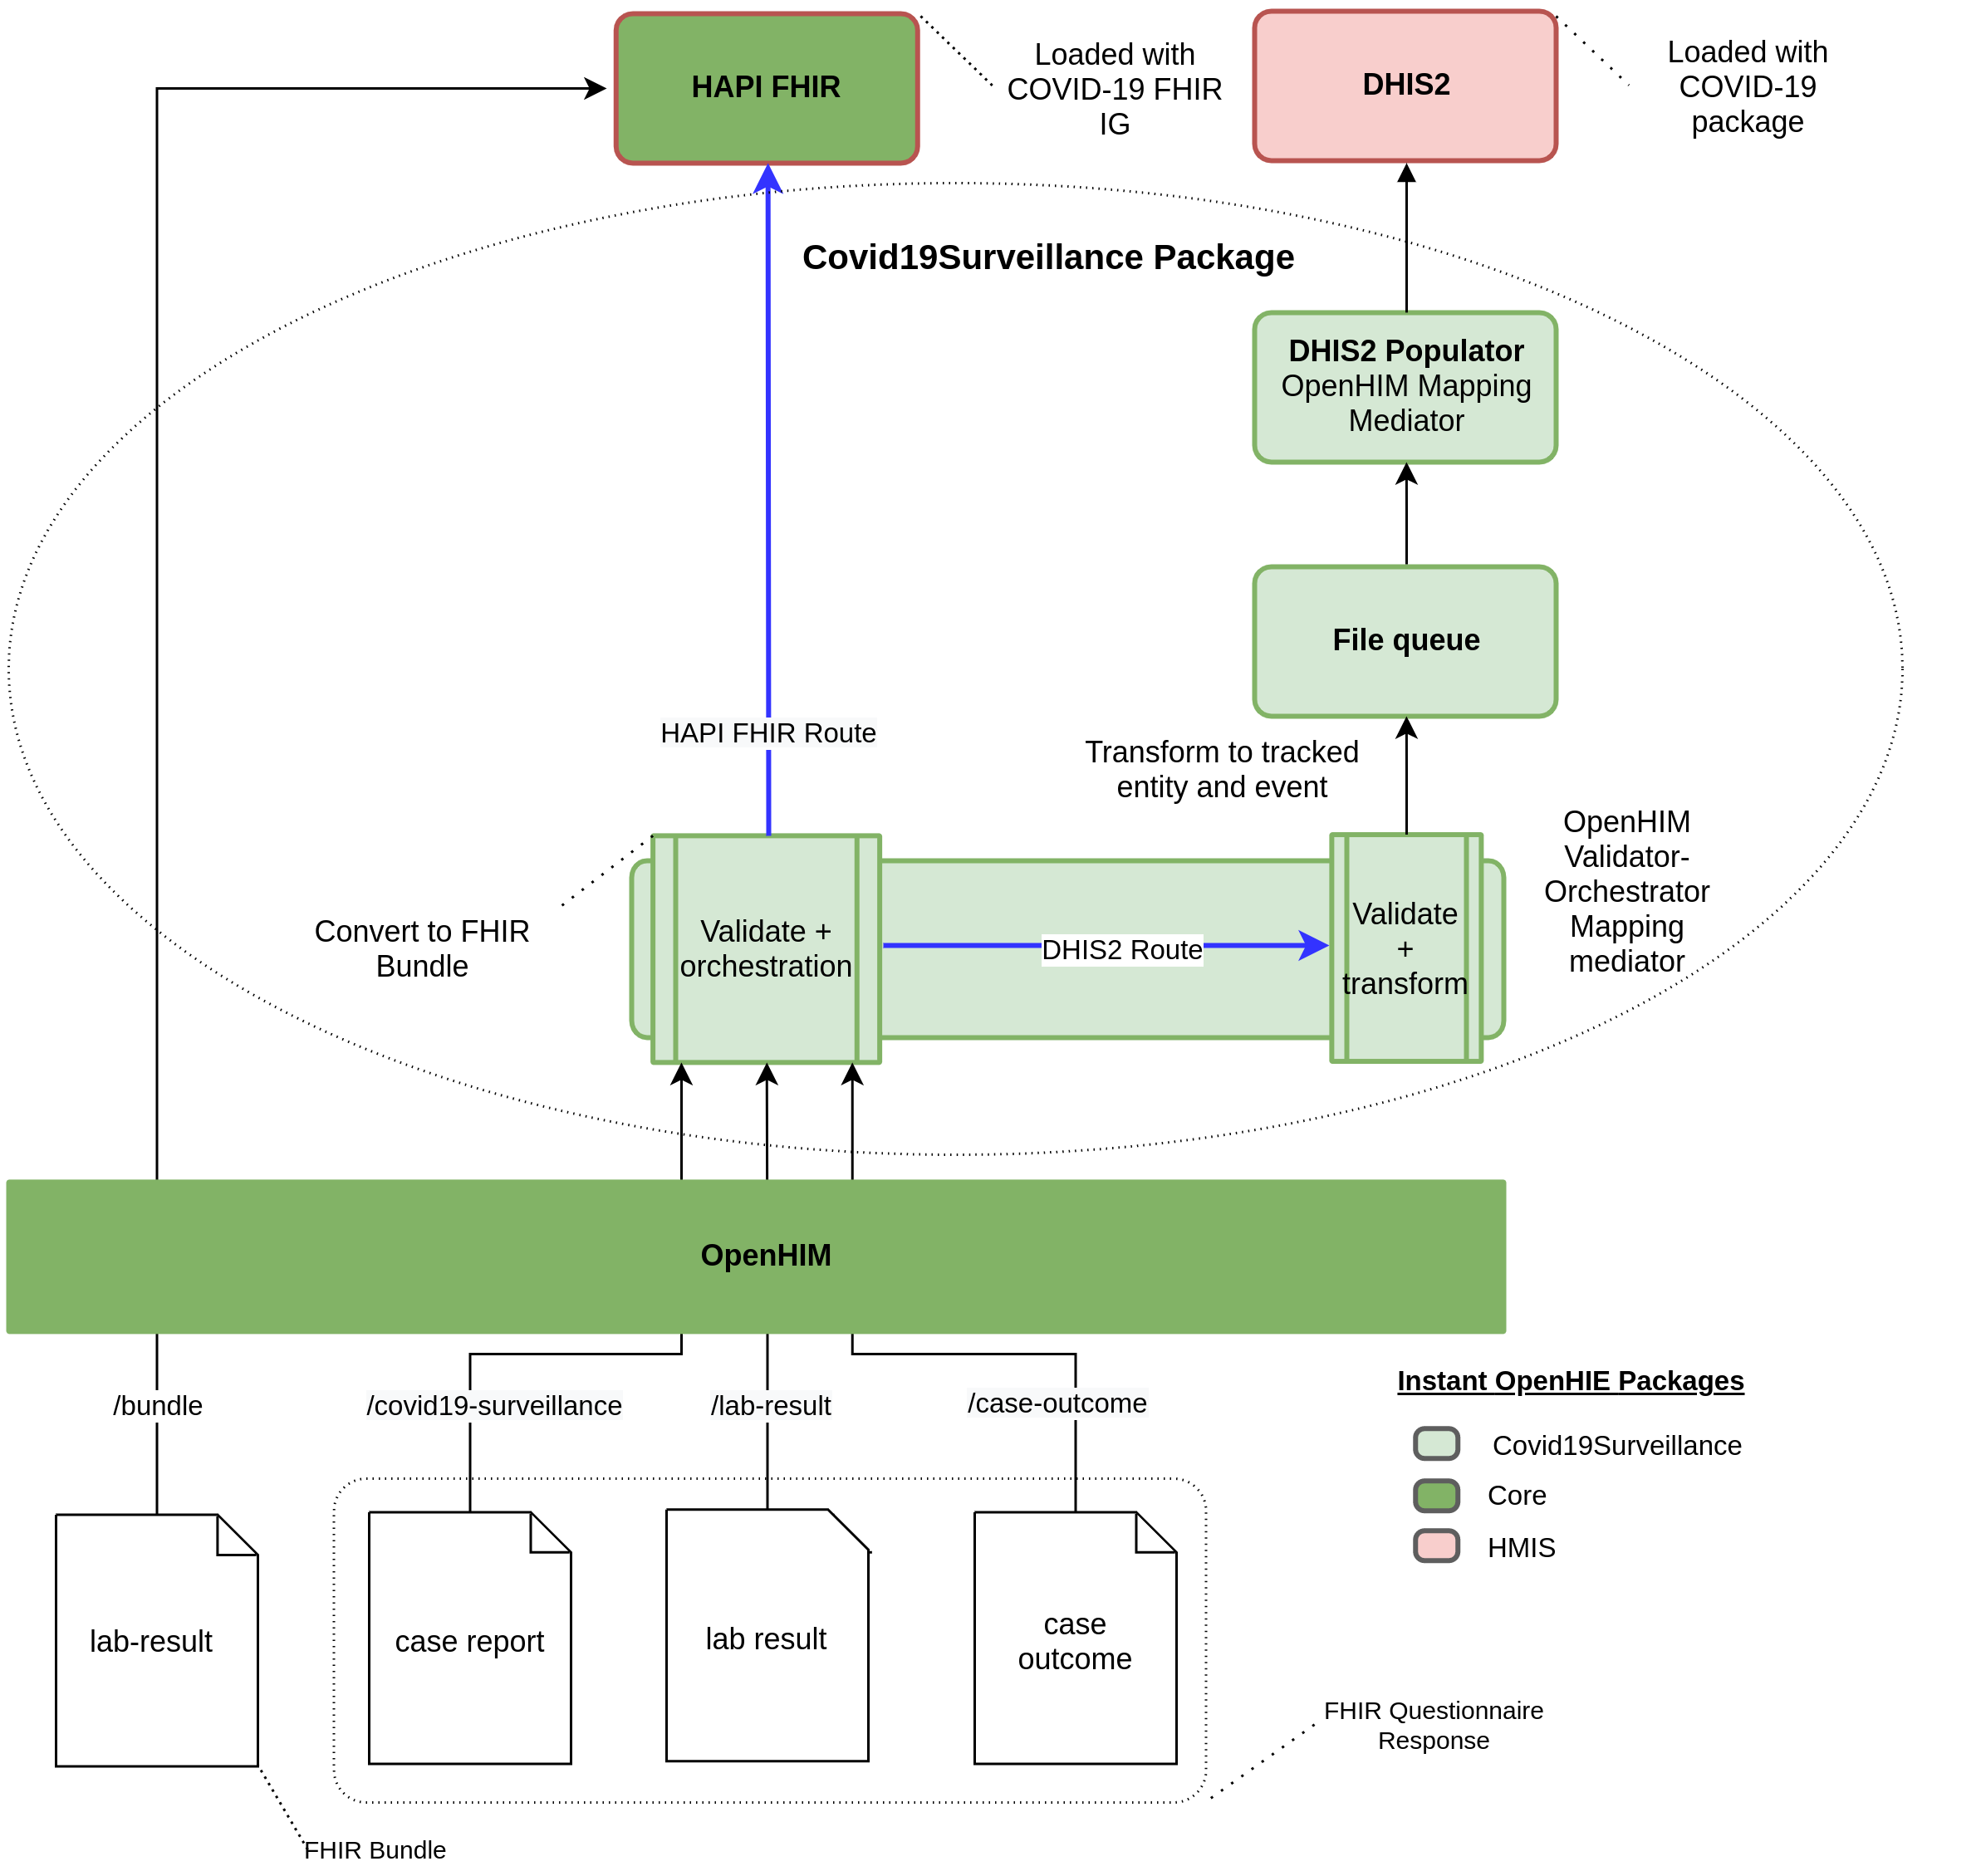 HAPI FHIR
Loaded with
COVID-19 FHIR
IG
DHIS2
Loaded with
COVID-19
package
Covid19Surveillance Package
DHIS2 Populator
OpenHIM Mapping
Mediator
File queue
HAPI FHIR Route
Transform to tracked
entity and event
OpenHIM
Validator-
Orchestrator
Mapping
mediator
Convert to FHIR
Bundle
Validate +
orchestration
DHIS2 Route
Validate
+
transform
OpenHIM
/bundle
/covid19-surveillance
/lab-result
/case-outcome
Instant OpenHIE Packages
Covid19Surveillance
Core
HMIS
lab-result
case report
lab result
case
outcome
FHIR Questionnaire
Response
FHIR Bundle